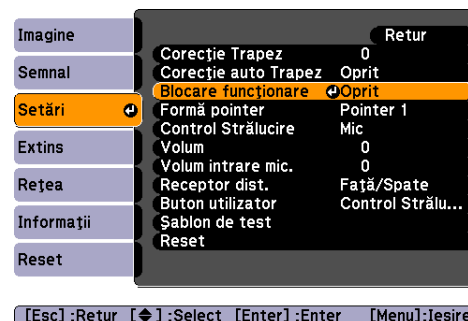 Imagine
Semnal
Setări
Extins
Reţea
Informaţii
Reset
Retur
Corecţie Trapez 0
Corecţie auto Trapez Oprit
Blocare funcţionare Oprit
Formă pointer Pointer 1
Control Strălucire Mic
Volum 0
Volum intrare mic. 0
Receptor dist. Faţă/Spate
Buton utilizator Control Strălu...
Şablon de test
Reset
[Esc]:Retur [◆]:Select [Enter]:Enter [Menu]:Iesire